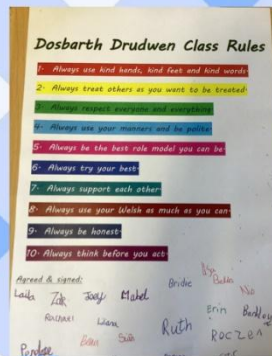 Dosbarth Drudwen Class Rules
1- Always use kind hands, kind feet and kind words-
2- Always treat others as you want to be treated-
3- Always respect everyone and everything
4- Always use your manners and be polite-
5- Always be the best role model you can be-
6- Always try your best-
7- Always support each other-
8- Always use your Welsh as much as you can-
9- Always be honest-
10- Always think before you act-
Agreed & signed:
Bridie
Laila Zak Joey Mabel
Rachael Brin
Ruth
Penelope